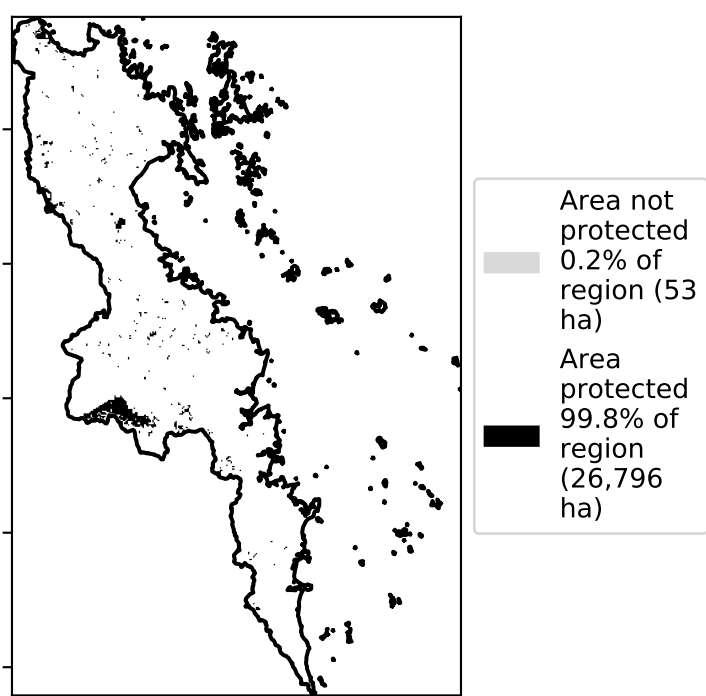 Area not
protected
0.2% of
region (53
ha)
Area
protected
99.8% of
region
(26,796
ha)